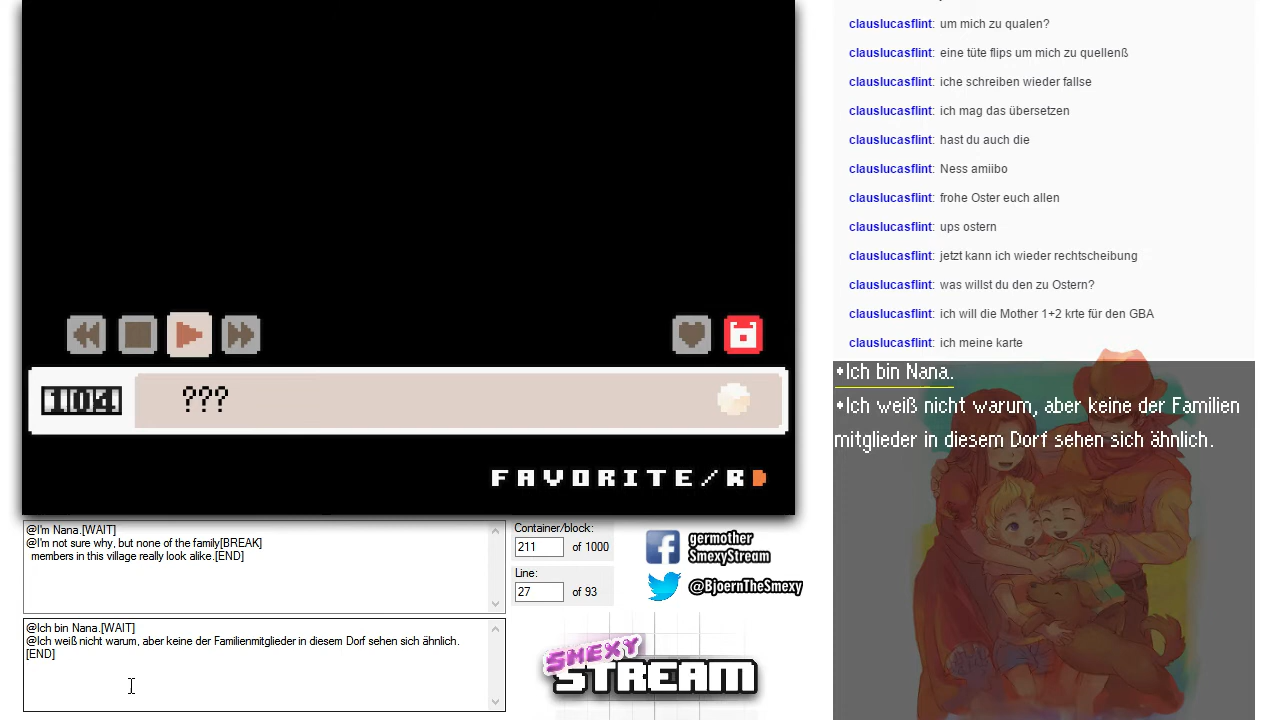 clauslucasflint: um mich zu qualen?
clauslucasflint: eine tüte flips um mich zu quellenß
clauslucasflint: iche schreiben wieder fallse
clauslucasflint: ich mag das übersetzen
clauslucasflint: hast du auch die
clauslucasflint: Ness amiibo
clauslucasflint: frohe Oster euch allen
clauslucasflint: ups ostern
clauslucasflint: jetzt kann ich wieder rechtscheibung
clauslucasflint: was willst du den zu Ostern?
clauslucasflint: ich will die Mother 1+2 krte für den GBA
clauslucasflint: ich meine karte
104 ???
FAVORITE/R
•Ich bin Nana.
•Ich weiß nicht warum, aber keine der Familien
mitglieder in diesem Dorf sehen sich ähnlich.
@I'm Nana.[WAIT]
@I'm not sure why, but none of the family[BREAK]
members in this village really look alike.[END]
Container/block:
211 of 1000
Line:
27 of 93
germother
SmexyStream
@BjoernTheSmexy
@Ich bin Nana.[WAIT]
@Ich weiß nicht warum, aber keine der Familienmitglieder in diesem Dorf sehen sich ähnlich.
[END]
SMEXY
STREAM